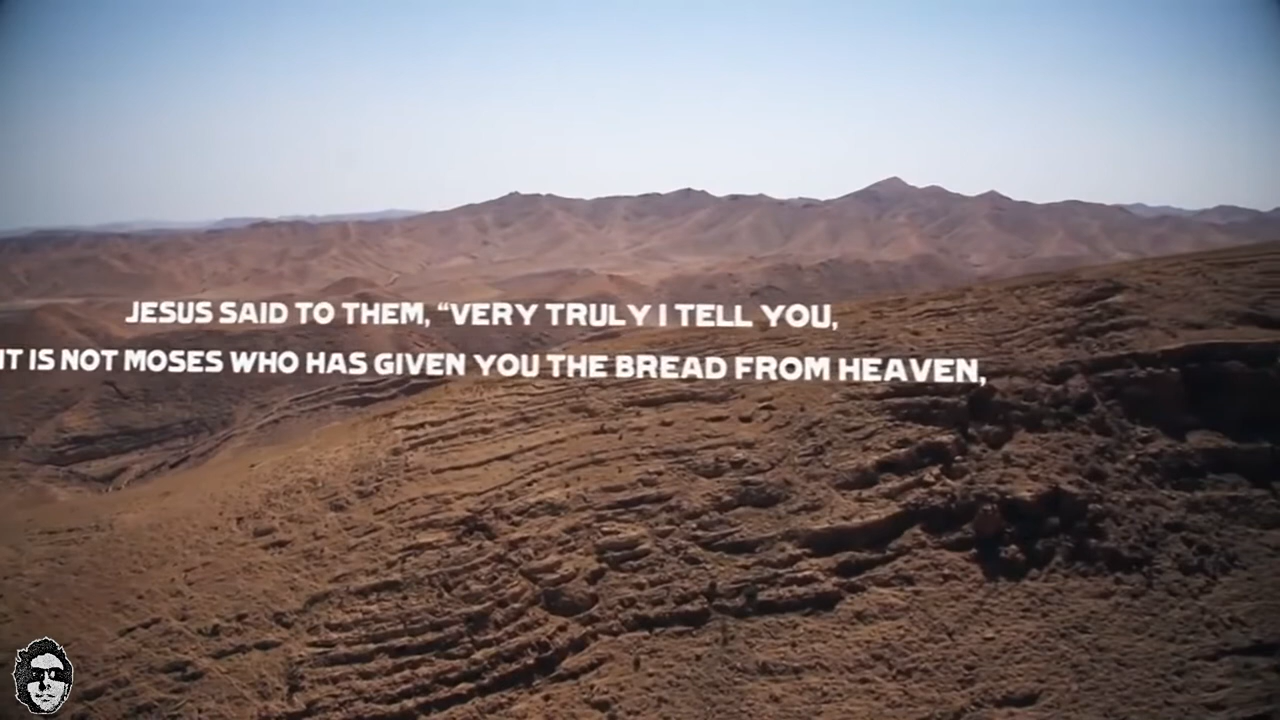 JESUS SAID TO THEM, “VERY TRULY I TELL YOU,
IT IS NOT MOSES WHO HAS GIVEN YOU THE BREAD FROM HEAVEN,